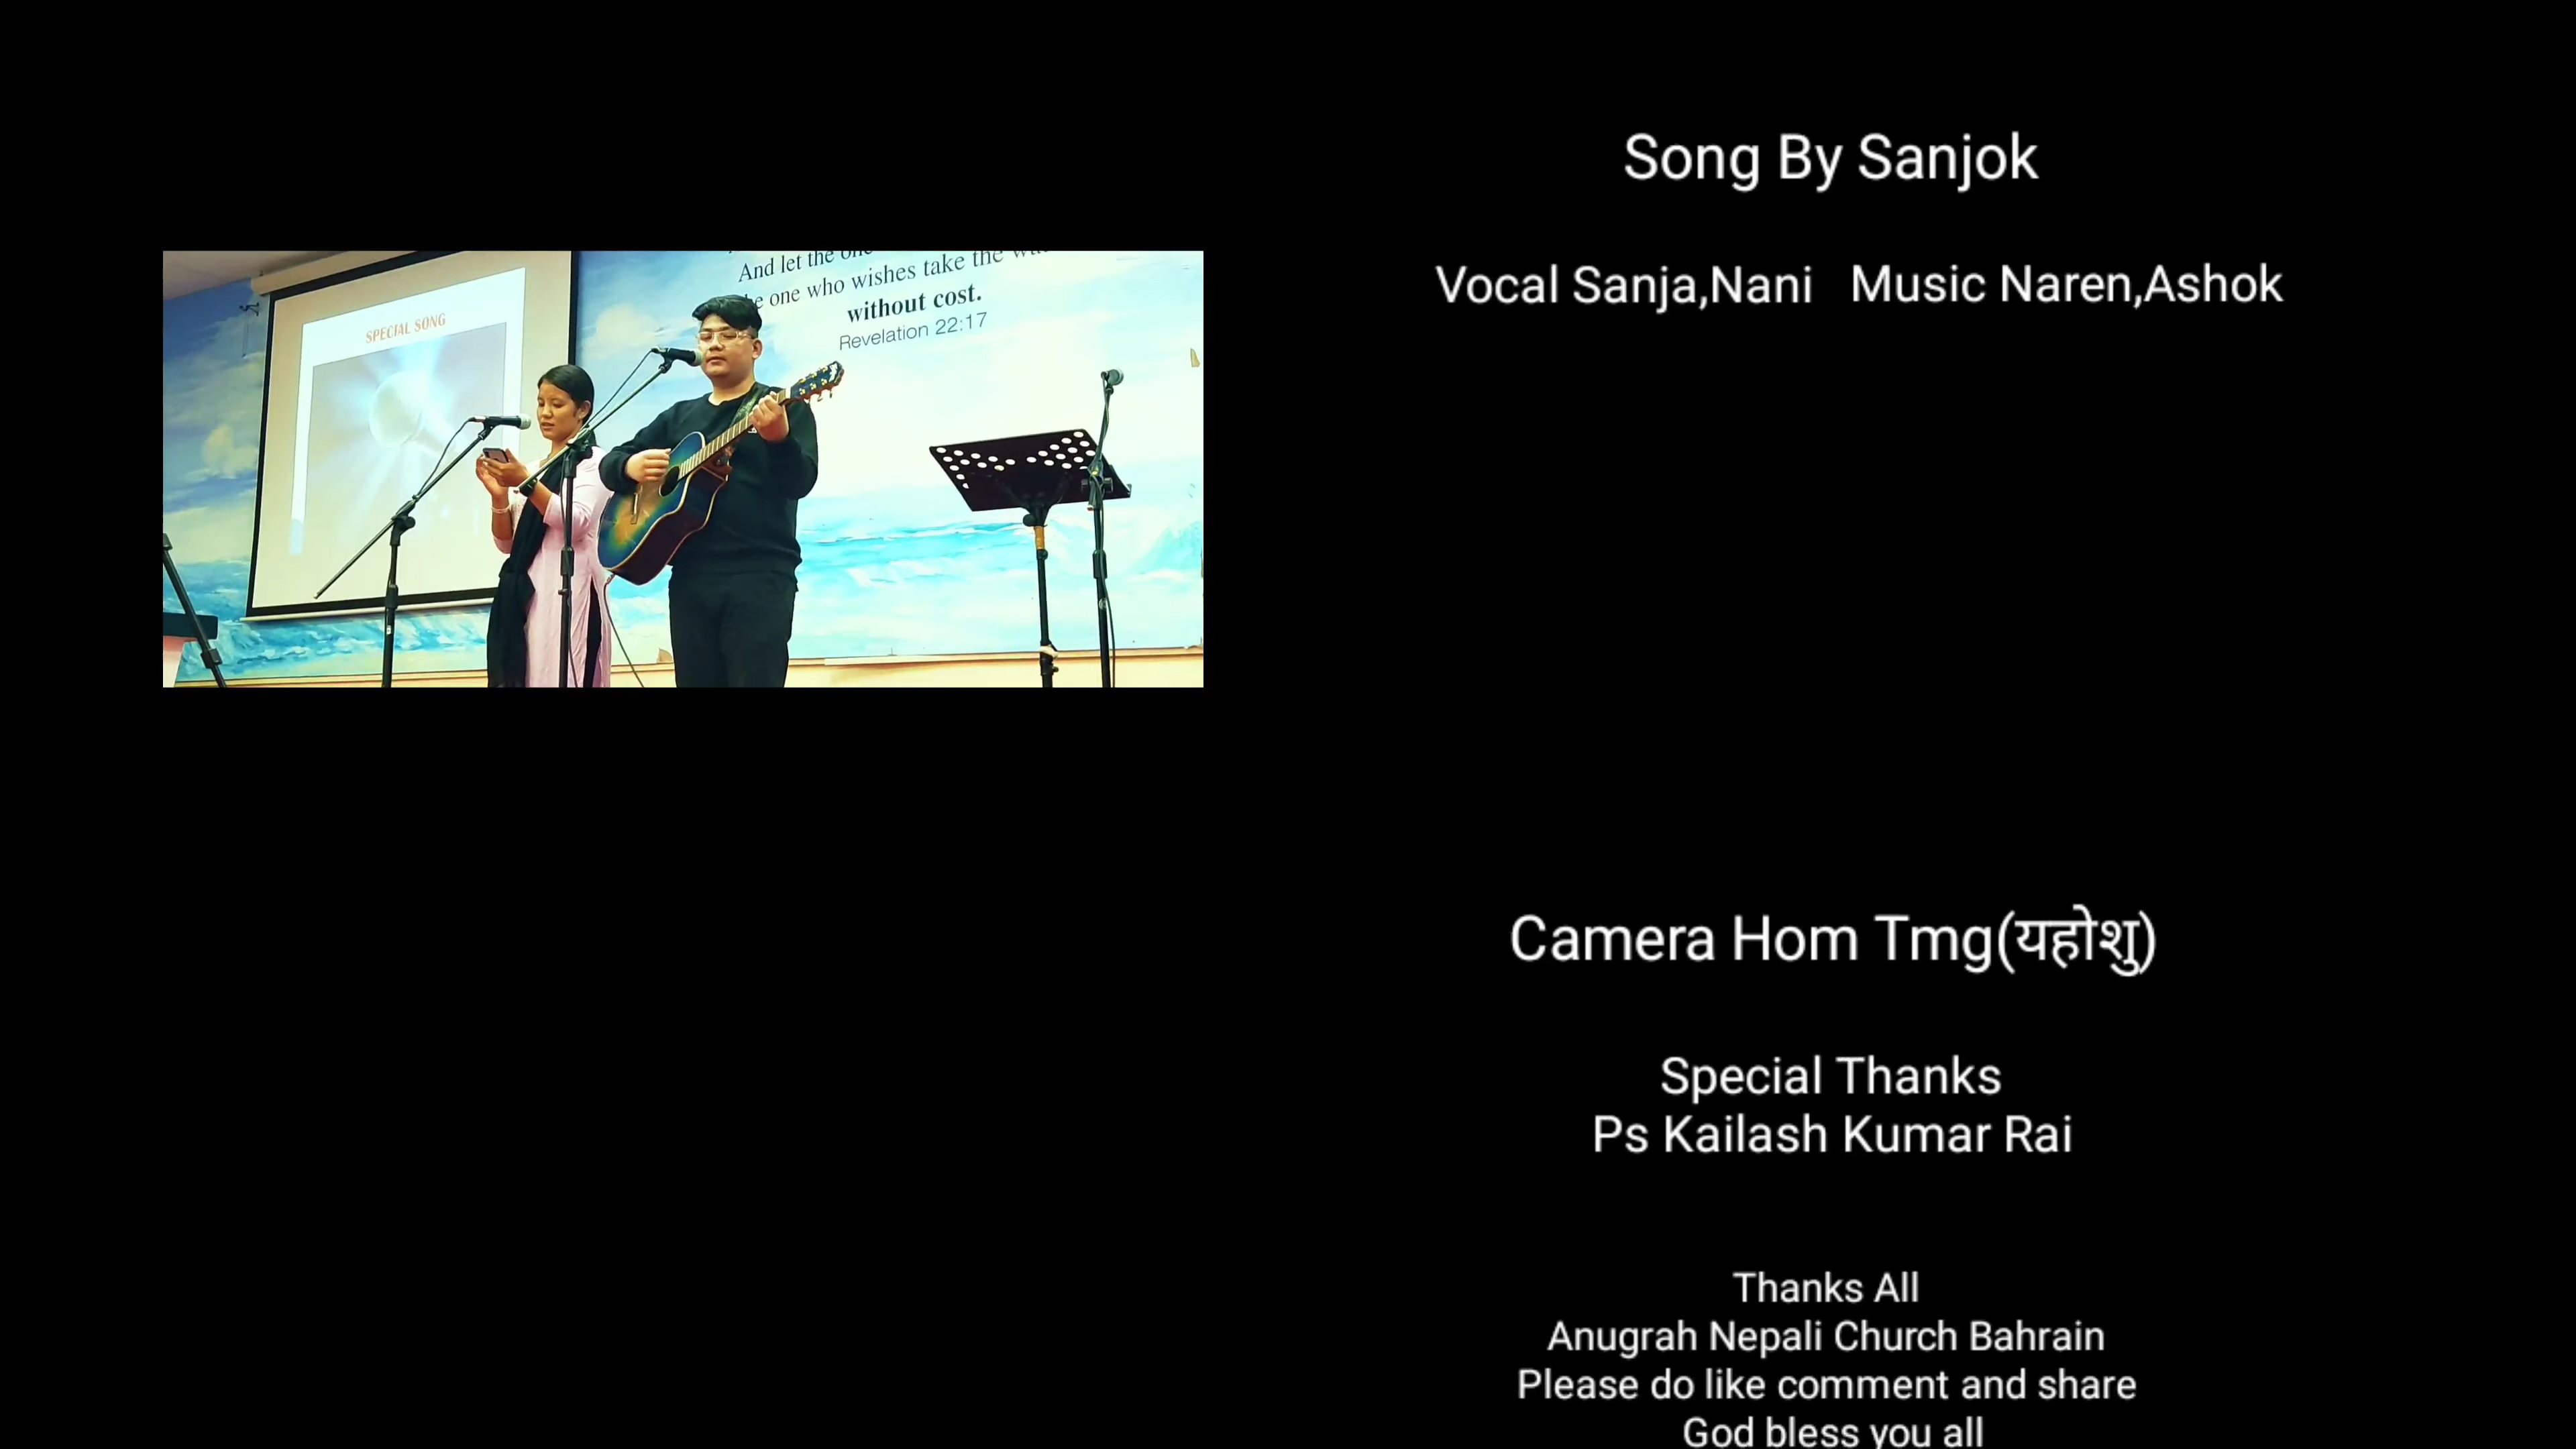 Song By Sanjok
Vocal Sanja,Nani Music Naren,Ashok
SPECIAL SONG
And let the
one who wishes take the
without cost.
Revelation 22:17
Camera Hom Tmg(यहोशु)
Special Thanks
Ps Kailash Kumar Rai
Thanks All
Anugrah Nepali Church Bahrain
Please do like comment and share
God bless you all